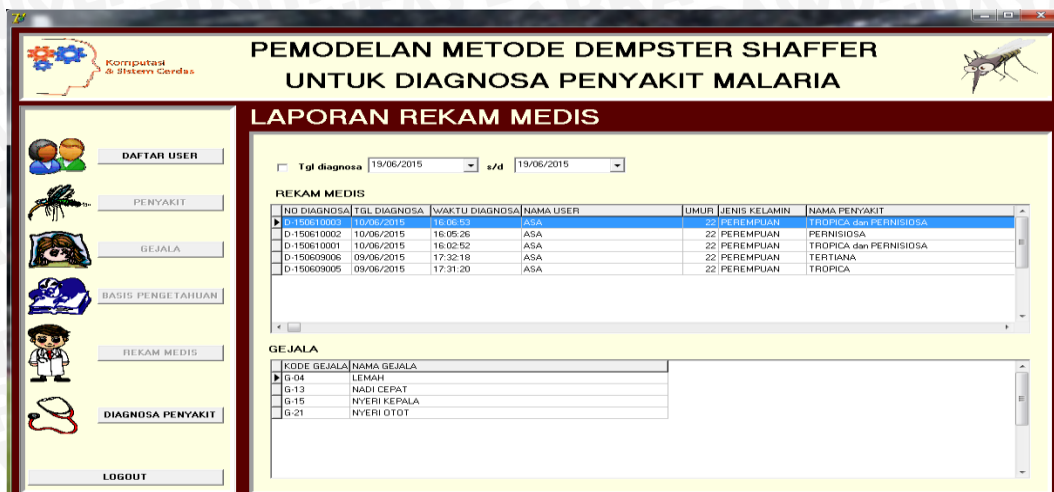 Komputasi
& Sistem Cerdas
PEMODELAN METODE DEMPSTER SHAFFER
UNTUK DIAGNOSA PENYAKIT MALARIA
LAPORAN REKAM MEDIS
DAFTAR USER
PENYAKIT
GEJALA
BASIS PENGETAHUAN
REKAM MEDIS
DIAGNOSA PENYAKIT
LOGOUT
Tgl diagnosa 19/06/2015 s/d 19/06/2015
REKAM MEDIS
NO DIAGNOSA TGL DIAGNOSA WAKTU DIAGNOSA NAMA USER UMUR JENIS KELAMIN NAMA PENYAKIT
D-150610003 10/06/2015 16:06:53 ASA 22 PEREMPUAN TROPICA dan PERNISIOSA
D-150610002 10/06/2015 16:05:26 ASA 22 PEREMPUAN PERNISIOSA
D-150610001 10/06/2015 16:02:52 ASA 22 PEREMPUAN TROPICA dan PERNISIOSA
D-150609006 09/06/2015 17:32:18 ASA 22 PEREMPUAN TERTIANA
D-150609005 09/06/2015 17:31:20 ASA 22 PEREMPUAN TROPICA
GEJALA
KODE GEJALA NAMA GEJALA
G-04 LEMAH
G-13 NADI CEPAT
G-15 NYERI KEPALA
G-21 NYERI OTOT